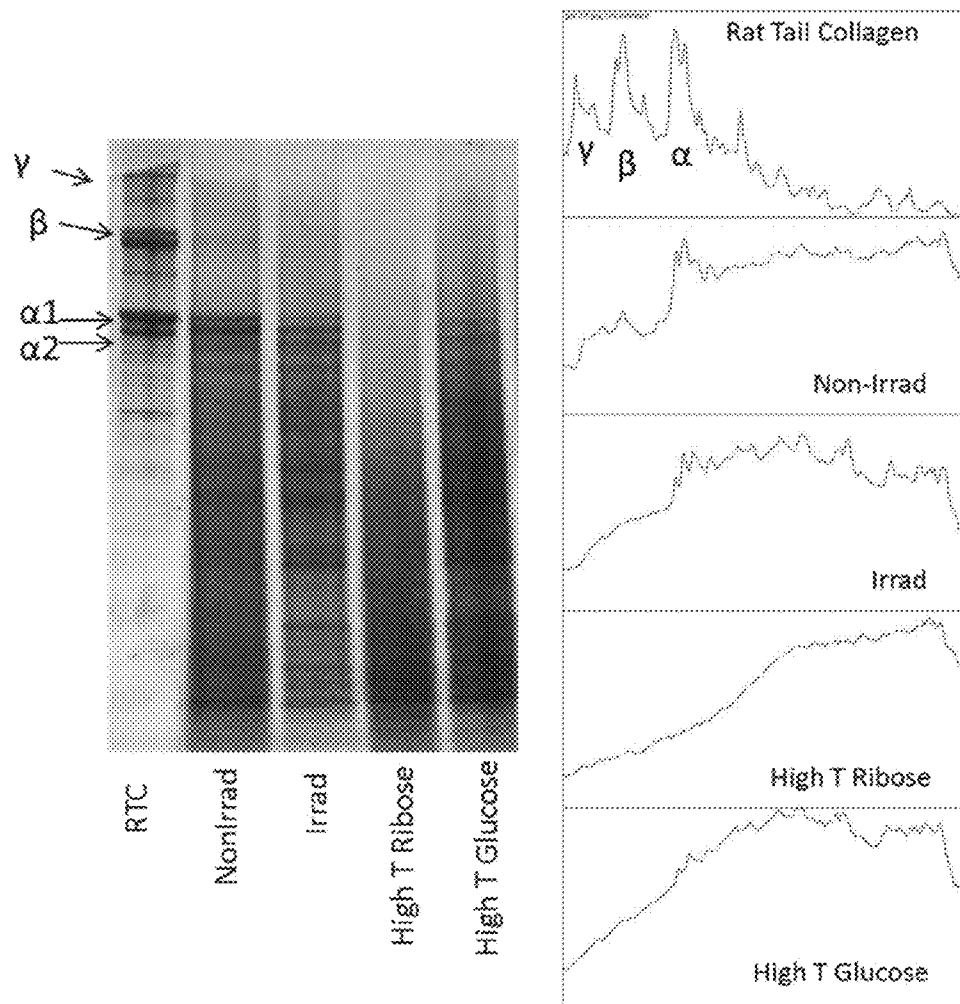 γ
β
α1
α2
RTC
NonIrrad
Irrad
High T Ribose
High T Glucose
Rat Tail Collagen
γ
β
α
Non-Irrad
Irrad
High T Ribose
High T Glucose